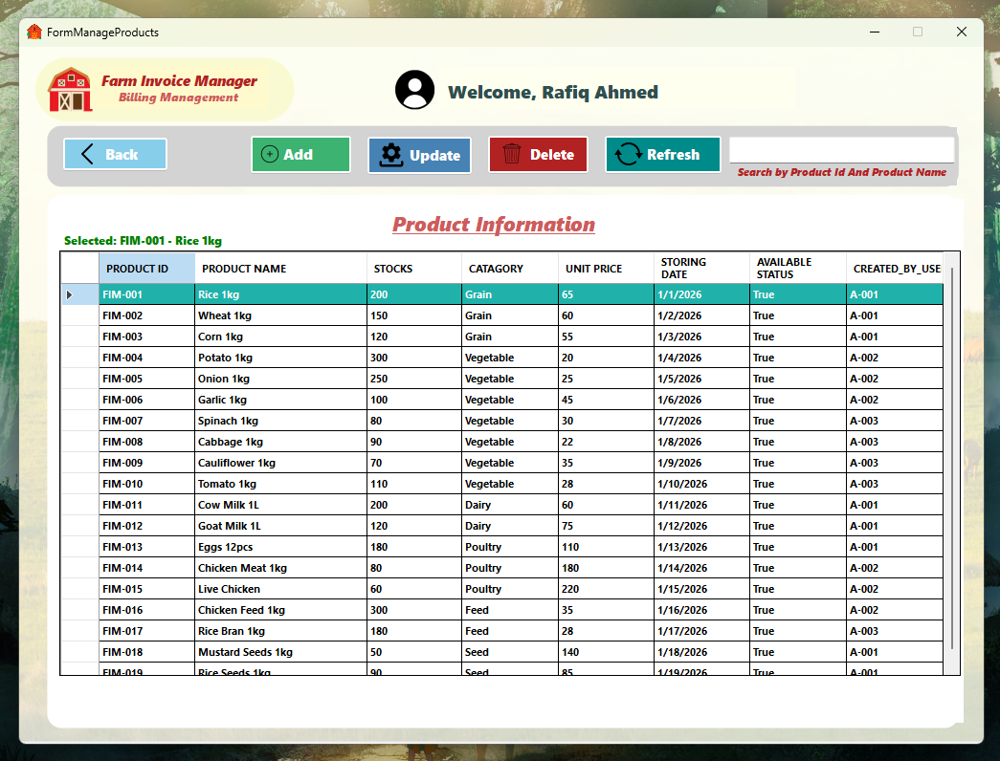 FormManageProducts
Farm Invoice Manager
Billing Management
Welcome, Rafiq Ahmed
Back
Add
Update
Delete
Refresh
Search by Product Id And Product Name
Product Information
Selected: FIM-001 - Rice 1kg
PRODUCT ID PRODUCT NAME STOCKS CATAGORY UNIT PRICE STORING DATE AVAILABLE STATUS CREATED_BY_USE
FIM-001 Rice 1kg 200 Grain 65 1/1/2026 True A-001
FIM-002 Wheat 1kg 150 Grain 60 1/2/2026 True A-001
FIM-003 Corn 1kg 120 Grain 55 1/3/2026 True A-001
FIM-004 Potato 1kg 300 Vegetable 20 1/4/2026 True A-002
FIM-005 Onion 1kg 250 Vegetable 25 1/5/2026 True A-002
FIM-006 Garlic 1kg 100 Vegetable 45 1/6/2026 True A-002
FIM-007 Spinach 1kg 80 Vegetable 30 1/7/2026 True A-003
FIM-008 Cabbage 1kg 90 Vegetable 22 1/8/2026 True A-003
FIM-009 Cauliflower 1kg 70 Vegetable 35 1/9/2026 True A-003
FIM-010 Tomato 1kg 110 Vegetable 28 1/10/2026 True A-003
FIM-011 Cow Milk 1L 200 Dairy 60 1/11/2026 True A-001
FIM-012 Goat Milk 1L 120 Dairy 75 1/12/2026 True A-001
FIM-013 Eggs 12pcs 180 Poultry 110 1/13/2026 True A-001
FIM-014 Chicken Meat 1kg 80 Poultry 180 1/14/2026 True A-002
FIM-015 Live Chicken 60 Poultry 220 1/15/2026 True A-002
FIM-016 Chicken Feed 1kg 300 Feed 35 1/16/2026 True A-002
FIM-017 Rice Bran 1kg 180 Feed 28 1/17/2026 True A-003
FIM-018 Mustard Seeds 1kg 50 Seed 140 1/18/2026 True A-001
FIM-019 Rice Seeds 1kg 90 Seed 85 1/19/2026 True A-001